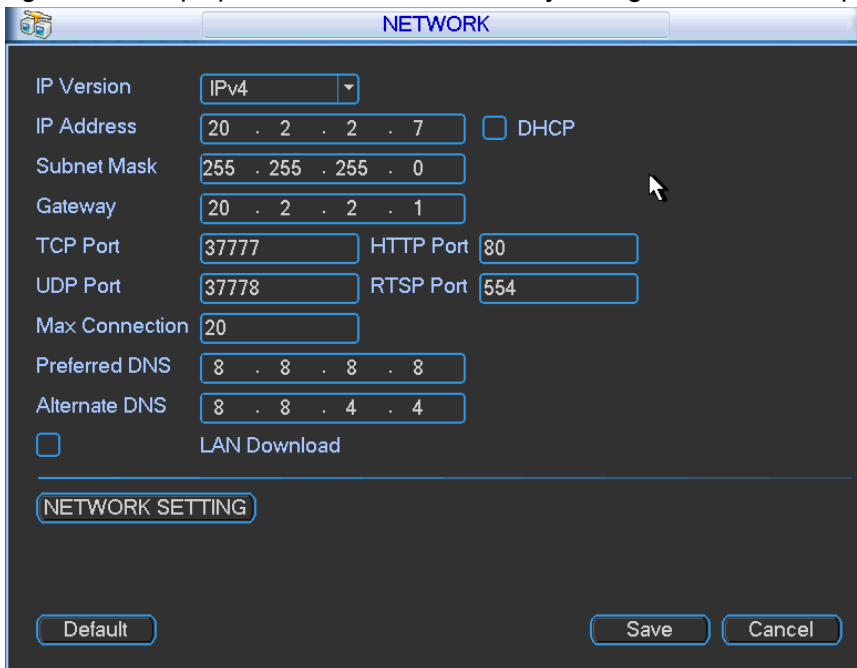 NETWORK
IP Version IPv4
IP Address 20 . 2 . 2 . 7 DHCP
Subnet Mask 255 . 255 . 255 . 0
Gateway 20 . 2 . 2 . 1
TCP Port 37777 HTTP Port 80
UDP Port 37778 RTSP Port 554
Max Connection 20
Preferred DNS 8 . 8 . 8 . 8
Alternate DNS 8 . 8 . 4 . 4
LAN Download
NETWORK SETTING
Default Save Cancel